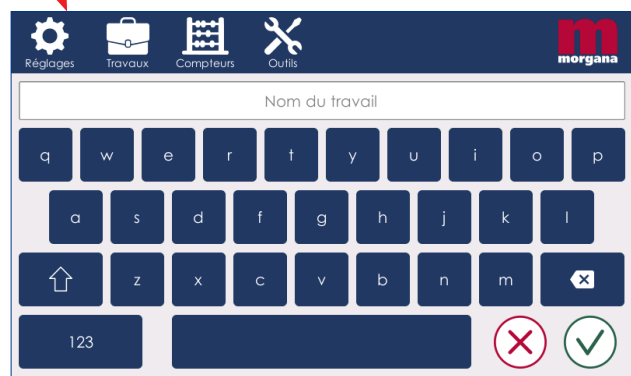 Réglages Travaux Compteurs Outils morgana
Nom du travail
q w e r t y u i o p
a s d f g h j k l
z x c v b n m
123